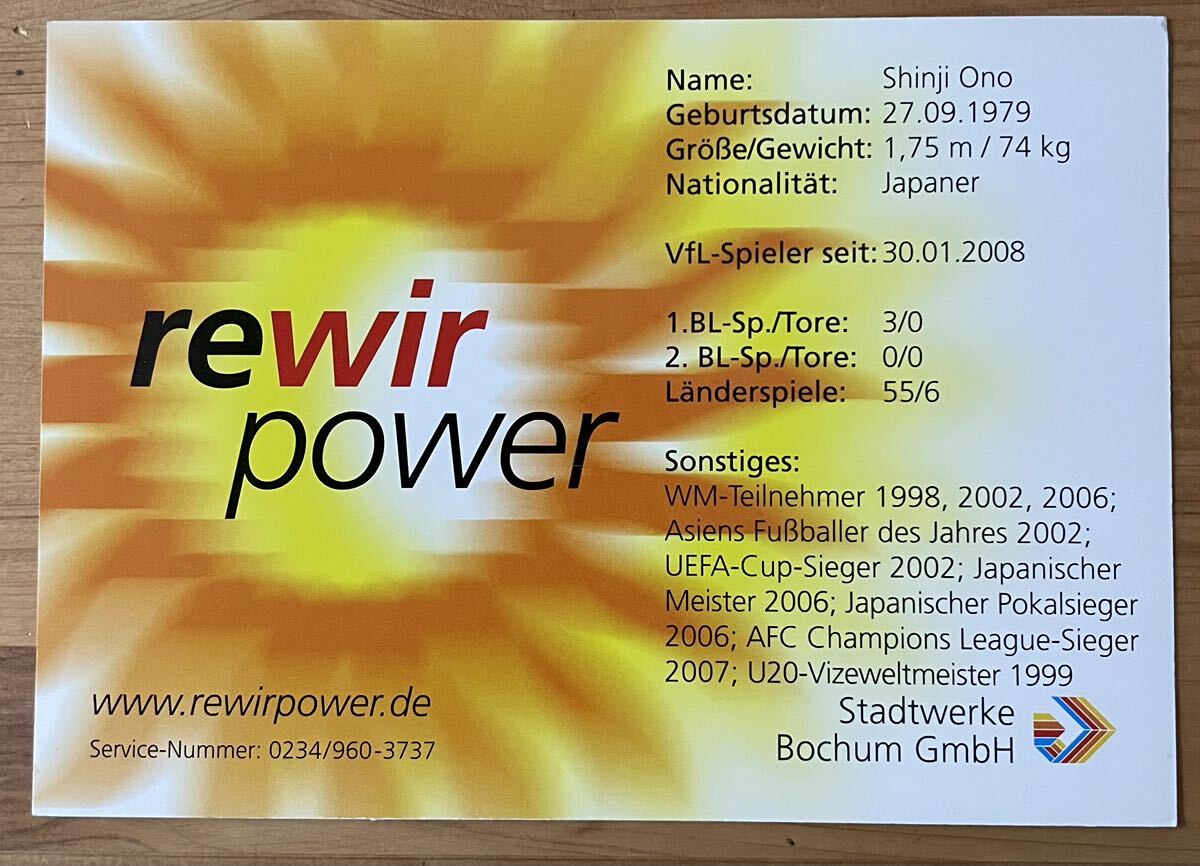 rewir
power
www.rewirpower.de
Service-Nummer: 0234/960-3737
Name: Shinji Ono
Geburtsdatum: 27.09.1979
Größe/Gewicht: 1,75 m / 74 kg
Nationalität: Japaner
VfL-Spieler seit: 30.01.2008
1.BL-Sp./Tore: 3/0
2. BL-Sp./Tore: 0/0
Länderspiele: 55/6
Sonstiges:
WM-Teilnehmer 1998, 2002, 2006;
Asiens Fußballer des Jahres 2002;
UEFA-Cup-Sieger 2002; Japanischer
Meister 2006; Japanischer Pokalsieger
2006; AFC Champions League-Sieger
2007; U20-Vizeweltmeister 1999
Stadtwerke
Bochum GmbH